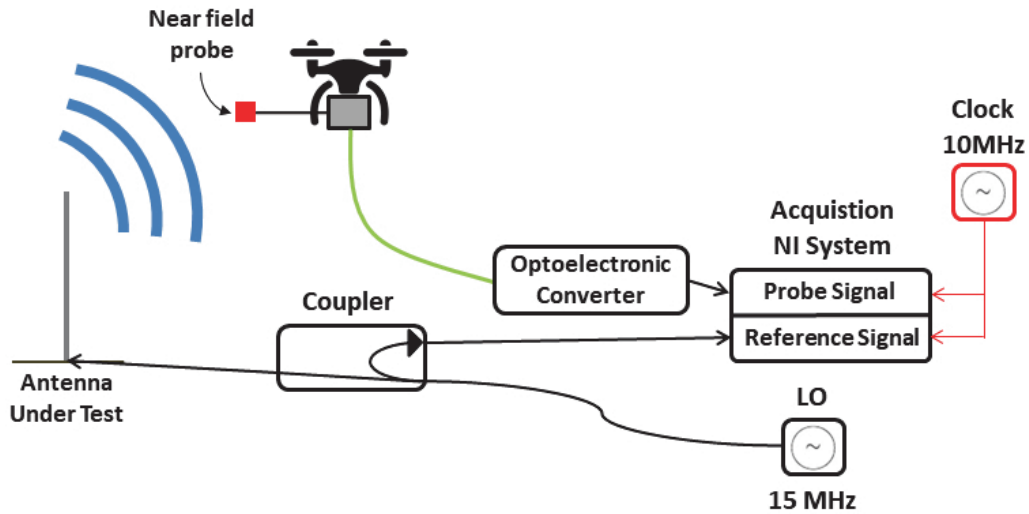 Near field
probe
Clock
10MHz
Acquistion
NI System
Optoelectronic
Converter
Probe Signal
Coupler
Reference Signal
Antenna
Under Test
LO
~
~
15 MHz